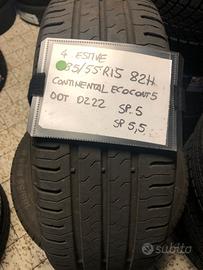 4 ESTIVE
85/55R15 82H
CONTINENTAL ECOCONT5
DOT 0222 SP.5
SP 5,5
subito